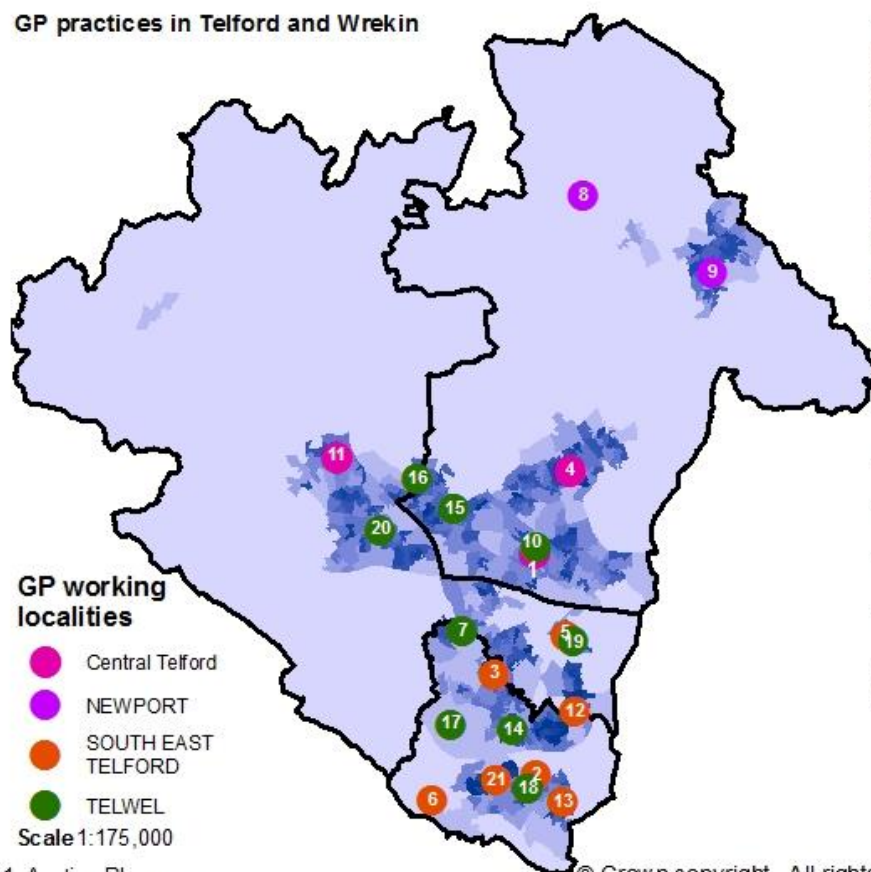 GP practices in Telford and Wrekin
8
9
11
4
16
15
20
10
1
7
5
19
3
12
17
14
2
21
18
6
13
GP working
localities
Central Telford
NEWPORT
SOUTH EAST
TELFORD
TELWEL
Scale 1:175,000
© Crown copyright. All rights